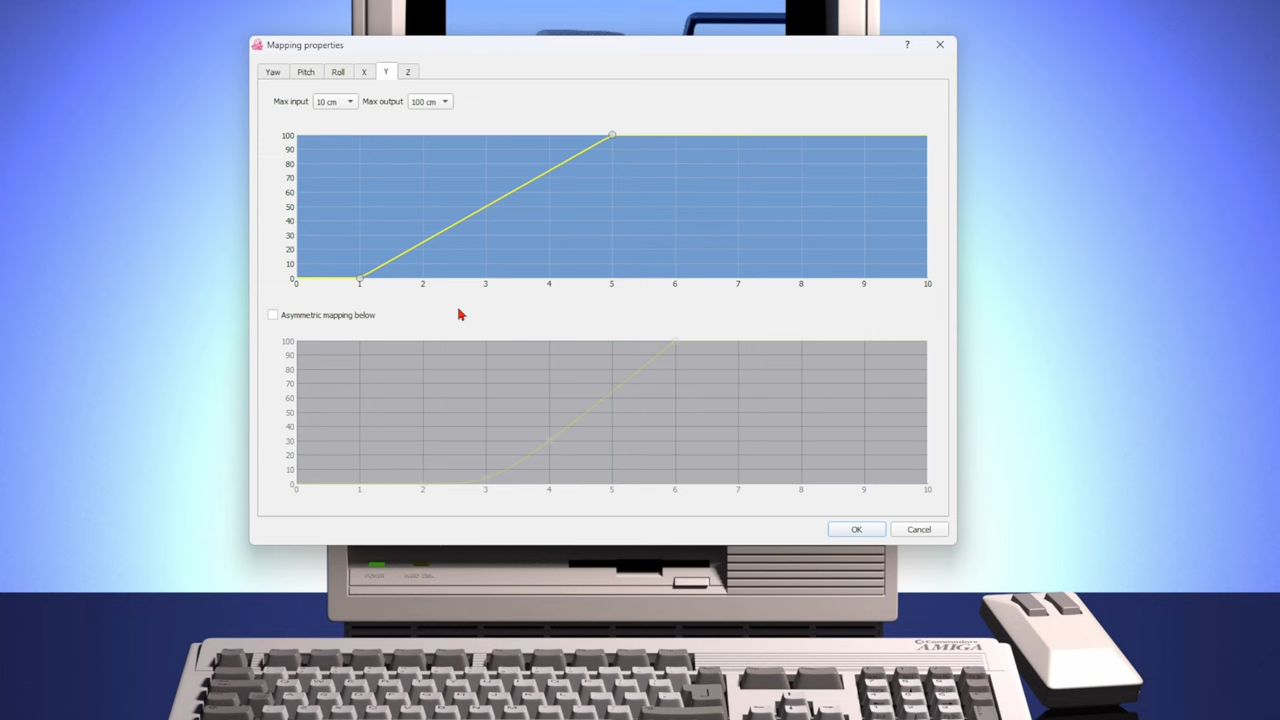 Mapping properties
?
Yaw Pitch Roll X Y Z
Max input 10 cm Max output 100 cm
100
90
80
70
60
50
40
30
20
10
0
0 1 2 3 4 5 6 7 8 9 10
Asymmetric mapping below
100
90
80
70
60
50
40
30
20
10
0
0 1 2 3 4 5 6 7 8 9 10
OK Cancel
POWER
Commodore
AMIGA